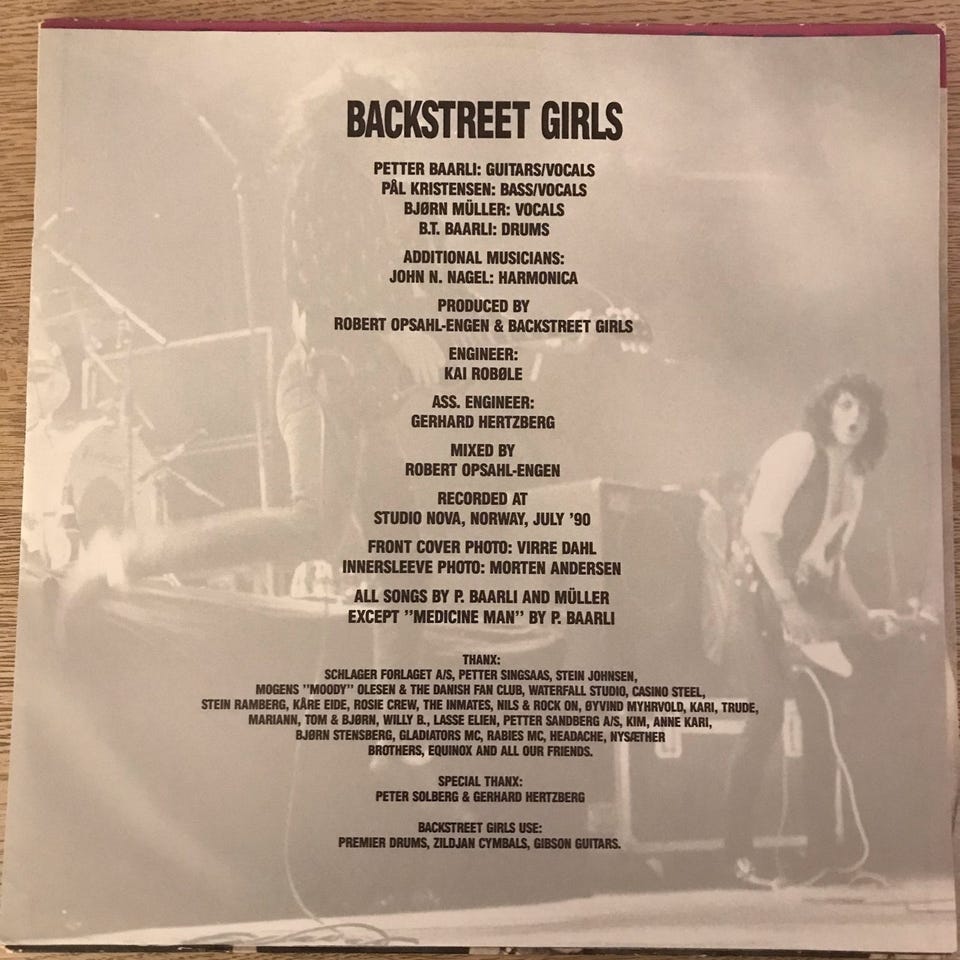 BACKSTREET GIRLS
PETTER BAARLI: GUITARS/VOCALS
PÅL KRISTENSEN: BASS/VOCALS
BJØRN MÜLLER: VOCALS
B.T. BAARLI: DRUMS
ADDITIONAL MUSICIANS:
JOHN N. NAGEL: HARMONICA
PRODUCED BY
ROBERT OPSAHL-ENGEN & BACKSTREET GIRLS
ENGINEER:
KAI ROBØLE
ASS. ENGINEER:
GERHARD HERTZBERG
MIXED BY
ROBERT OPSAHL-ENGEN
RECORDED AT
STUDIO NOVA, NORWAY, JULY '90
FRONT COVER PHOTO: VIRRE DAHL
INNERSLEEVE PHOTO: MORTEN ANDERSEN
ALL SONGS BY P. BAARLI AND MÜLLER
EXCEPT ”MEDICINE MAN” BY P. BAARLI
THANX:
SCHLAGER FORLAGET A/S, PETTER SINGSAAS, STEIN JOHNSEN,
MOGENS ”MOODY” OLESEN & THE DANISH FAN CLUB, WATERFALL STUDIO, CASINO STEEL,
STEIN RAMBERG, KÅRE EIDE, ROSIE CREW, THE INMATES, NILS & ROCK ON, ØYVIND MYHRVOLD, KARI, TRUDE,
MARIANN, TOM & BJØRN, WILLY B., LASSE ELIEN, PETTER SANDBERG A/S, KIM, ANNE KARI,
BJØRN STENSBERG, GLADIATORS MC, RABIES MC, HEADACHE, NYSÆTHER
BROTHERS, EQUINOX AND ALL OUR FRIENDS.
SPECIAL THANX:
PETER SOLBERG & GERHARD HERTZBERG
BACKSTREET GIRLS USE:
PREMIER DRUMS, ZILDJAN CYMBALS, GIBSON GUITARS.